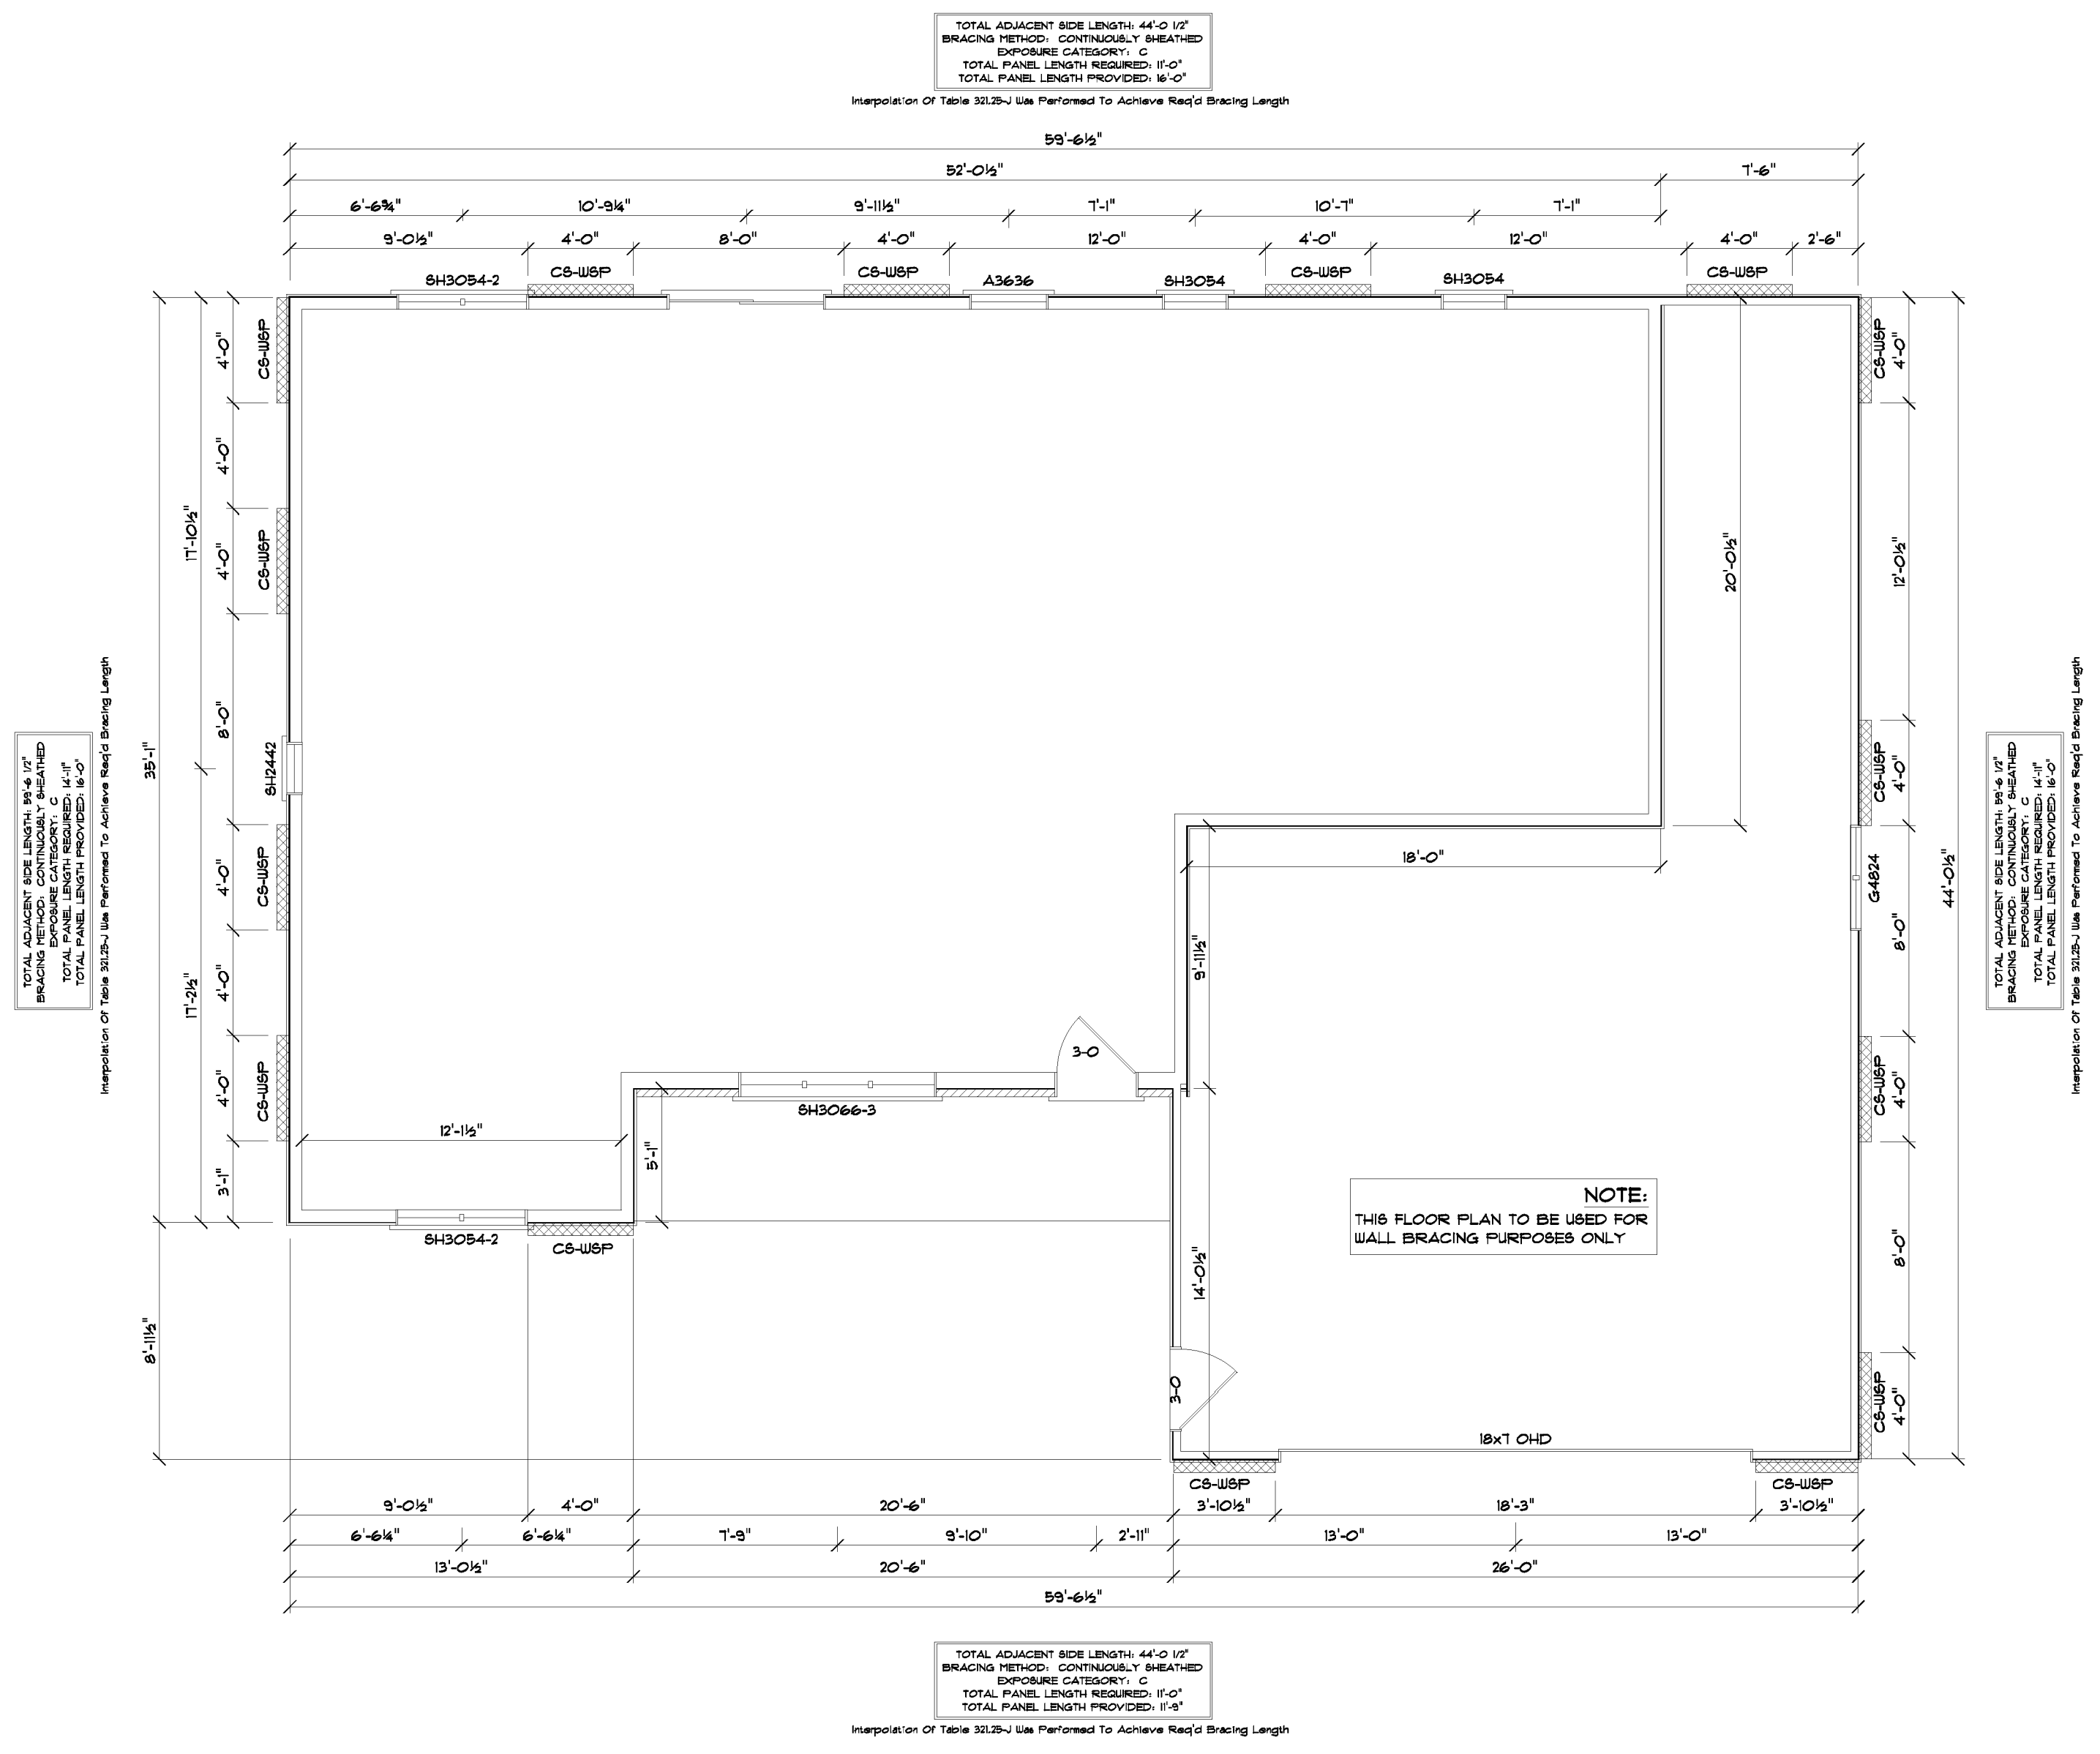 TOTAL ADJACENT SIDE LENGTH: 44'-0 1/2"
BRACING METHOD: CONTINUOUSLY SHEATHED
EXPOSURE CATEGORY: C
TOTAL PANEL LENGTH REQUIRED: 11'-0"
TOTAL PANEL LENGTH PROVIDED: 16'-0"
Interpolation Of Table 321.25-J Was Performed To Achieve Req'd Bracing Length
59'-6½"
52'-0½" 7'-6"
6'-6¾" 10'-9¼" 9'-11½" 7'-1" 10'-7" 7'-1"
9'-0½" 4'-0" 8'-0" 4'-0" 12'-0" 4'-0" 12'-0" 4'-0" 2'-6"
SH3054-2 CS-WSP CS-WSP A3636 SH3054 CS-WSP SH3054 CS-WSP
TOTAL ADJACENT SIDE LENGTH: 59'-6 1/2"
BRACING METHOD: CONTINUOUSLY SHEATHED
EXPOSURE CATEGORY: C
TOTAL PANEL LENGTH REQUIRED: 14'-11"
TOTAL PANEL LENGTH PROVIDED: 16'-0"
Interpolation Of Table 321.25-J Was Performed To Achieve Req'd Bracing Length
35'-1"
8'-11½"
17'-10½"
17'-2½"
4'-0"
4'-0"
4'-0"
8'-0"
4'-0"
4'-0"
4'-0"
3'-1"
CS-WSP
CS-WSP
SH2442
CS-WSP
CS-WSP
20'-0½"
18'-0"
9'-11½"
3-0
SH3066-3
12'-1½"
5'-1"
SH3054-2
CS-WSP
14'-0½"
3-0
NOTE:
THIS FLOOR PLAN TO BE USED FOR
WALL BRACING PURPOSES ONLY
18x7 OHD
CS-WSP
CS-WSP
CS-WSP
CS-WSP
G4824
CS-WSP
CS-WSP
4'-0"
12'-0½"
4'-0"
8'-0"
4'-0"
8'-0"
4'-0"
44'-0½"
TOTAL ADJACENT SIDE LENGTH: 59'-6 1/2"
BRACING METHOD: CONTINUOUSLY SHEATHED
EXPOSURE CATEGORY: C
TOTAL PANEL LENGTH REQUIRED: 14'-11"
TOTAL PANEL LENGTH PROVIDED: 16'-0"
Interpolation Of Table 321.25-J Was Performed To Achieve Req'd Bracing Length
9'-0½" 4'-0" 20'-6" 3'-10½" 18'-3" 3'-10½"
6'-6¼" 6'-6¼" 7'-9" 9'-10" 2'-11" 13'-0" 13'-0"
13'-0½" 20'-6" 26'-0"
59'-6½"
TOTAL ADJACENT SIDE LENGTH: 44'-0 1/2"
BRACING METHOD: CONTINUOUSLY SHEATHED
EXPOSURE CATEGORY: C
TOTAL PANEL LENGTH REQUIRED: 11'-0"
TOTAL PANEL LENGTH PROVIDED: 11'-9"
Interpolation Of Table 321.25-J Was Performed To Achieve Req'd Bracing Length